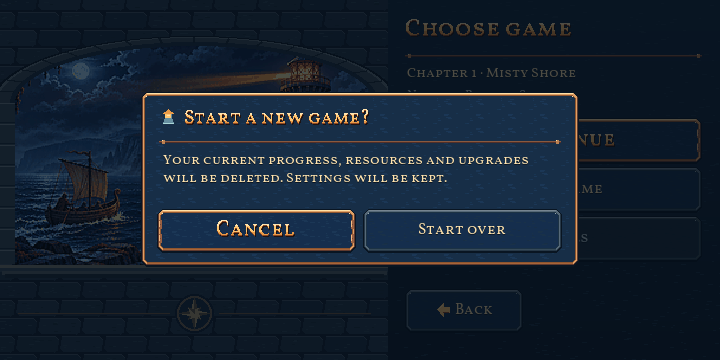 Choose game
Chapter 1 · Misty Shore
Start a new game?
Your current progress, resources and upgrades
will be deleted. Settings will be kept.
Cancel
Start over
Back